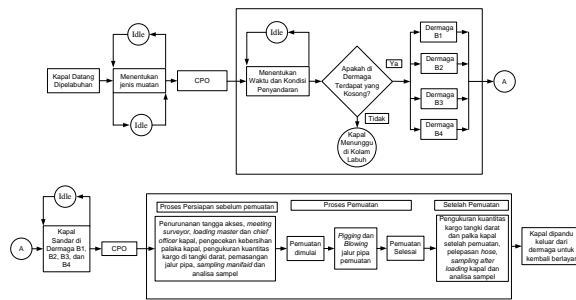 Idle
Kapal Datang
Dipelabuhan
Menentukan
jenis muatan
Idle
CPO
Idle
Menentukan
Waktu dan Kondisi
Penyandaran
Apakah di
Dermaga
Terdapat yang
Kosong?
Ya
Tidak
Kapal
Menunggu
di Kolam
Labuh
Dermaga
B1
Dermaga
B2
Dermaga
B3
Dermaga
B4
A
A
Idle
Kapal
Sandar di
Dermaga B1,
B2, B3, dan
B4
CPO
Proses Persiapan sebelum pemuatan
Penurunanan tangga akses, meeting
surveyor, loading master dan chief
officer kapal, pengecekan kebersihan
palaka kapal, pengukuran kuantitas
kargo di tangki darat, pemasangan
jalur pipa, sampling manifaid dan
analisa sampel
Proses Pemuatan
Pemuatan
dimulai
Pigging dan
Blowing
jalur pipa
pemuatan
Pemuatan
Selesai
Setelah Pemuatan
Pengukuran kuantitas
kargo tangki darat
dan palka kapal
setelah pemuatan,
pelepasan hose,
sampling after
loading kapal dan
analisa sampel
Kapal dipandu
keluar dari
dermaga untuk
kembali berlayar